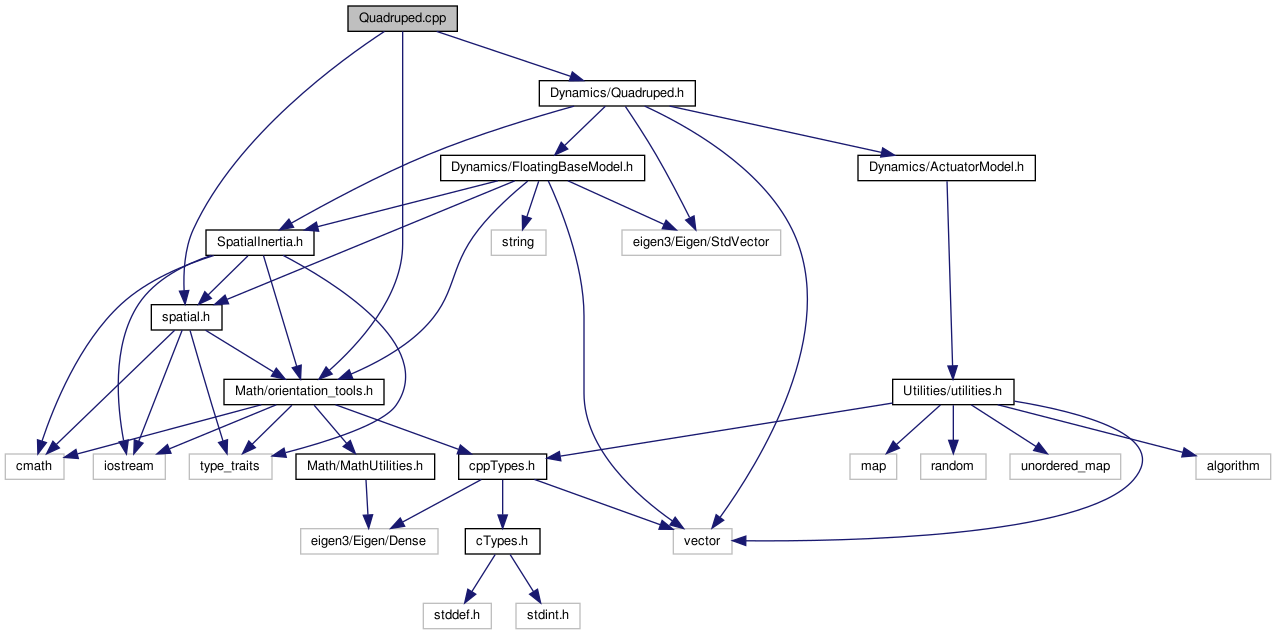 Quadruped.cpp
Dynamics/Quadruped.h
Dynamics/FloatingBaseModel.h
Dynamics/ActuatorModel.h
SpatialInertia.h
string
eigen3/Eigen/StdVector
spatial.h
Math/orientation_tools.h
Utilities/utilities.h
cmath
iostream
type_traits
Math/MathUtilities.h
cppTypes.h
map
random
unordered_map
algorithm
eigen3/Eigen/Dense
cTypes.h
vector
stddef.h
stdint.h